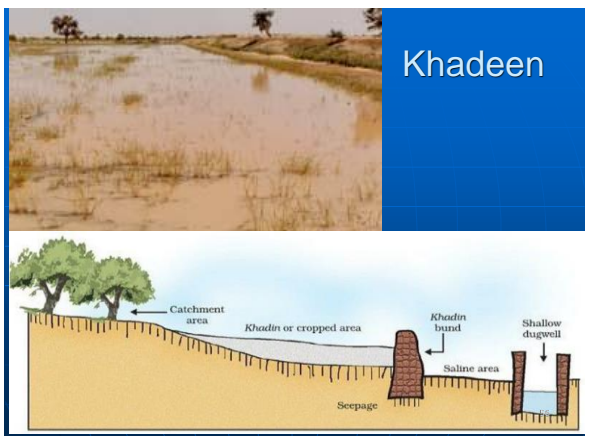 Khadeen
Catchment
area
Khadin or cropped area
Khadin
bund
Shallow
dugwell
Saline area
Seepage